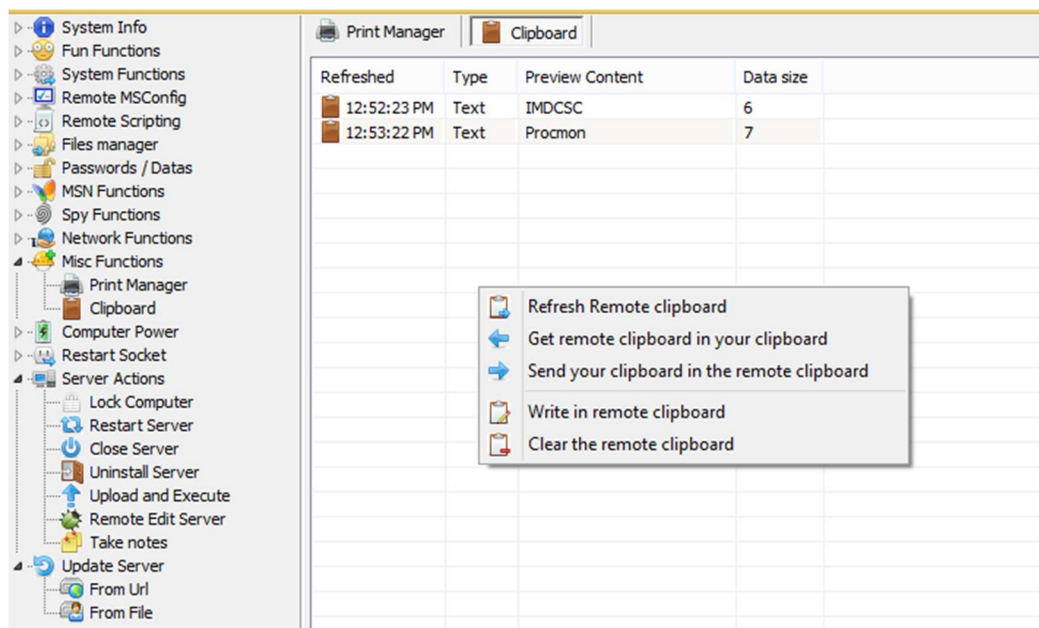 System Info
Fun Functions
System Functions
Remote MSConfig
Remote Scripting
Files manager
Passwords / Datas
MSN Functions
Spy Functions
Network Functions
Misc Functions
Print Manager
Clipboard
Computer Power
Restart Socket
Server Actions
Lock Computer
Restart Server
Close Server
Uninstall Server
Upload and Execute
Remote Edit Server
Take notes
Update Server
From Url
From File
Print Manager Clipboard
Refreshed Type Preview Content Data size
12:52:23 PM Text IMDCSC 6
12:53:22 PM Text Procmon 7
Refresh Remote clipboard
Get remote clipboard in your clipboard
Send your clipboard in the remote clipboard
Write in remote clipboard
Clear the remote clipboard